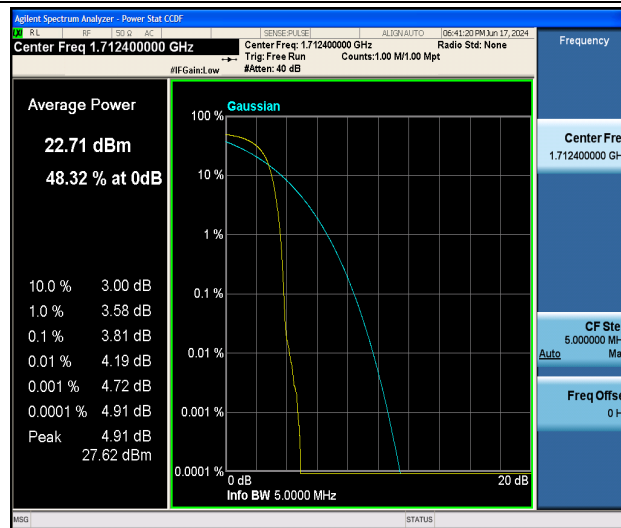 Agilent Spectrum Analyzer - Power Stat CCDF
RL RF 50 Ω AC SENSE:PULSE ALIGN AUTO 06:41:20 PM Jun 17, 2024
Center Freq 1.712400000 GHz
Center Freq: 1.712400000 GHz Radio Std: None
Trig: Free Run Counts:1.00 M/1.00 Mpt
#IFGain:Low #Atten: 40 dB
Frequency
Average Power
22.71 dBm
48.32 % at 0dB
10.0 % 3.00 dB
1.0 % 3.58 dB
0.1 % 3.81 dB
0.01 % 4.19 dB
0.001 % 4.72 dB
0.0001 % 4.91 dB
Peak 4.91 dB
27.62 dBm
Gaussian
100 %
10 %
1 %
0.1 %
0.01 %
0.001 %
0.0001 %
0 dB 20 dB
Info BW 5.0000 MHz
Center Fre
1.712400000 GH
CF Ste
5.000000 MH
Auto Ma
Freq Offse
0 H
MSG STATUS